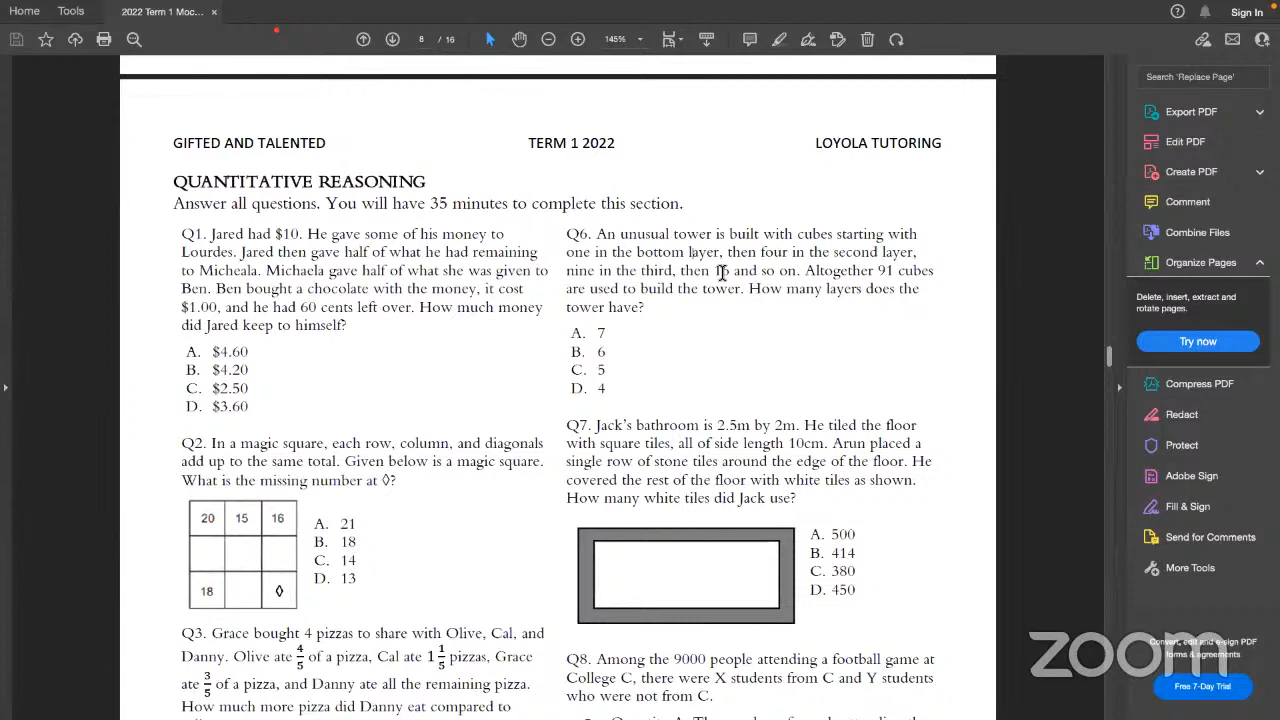 Home
Tools
2022 Term 1 Moc... ×
Sign In
8 / 16
145%
GIFTED AND TALENTED
TERM 1 2022
LOYOLA TUTORING
QUANTITATIVE REASONING
Answer all questions. You will have 35 minutes to complete this section.
Q1. Jared had $10. He gave some of his money to
Lourdes. Jared then gave half of what he had remaining
to Micheala. Michaela gave half of what she was given to
Ben. Ben bought a chocolate with the money, it cost
$1.00, and he had 60 cents left over. How much money
did Jared keep to himself?
A. $4.60
B. $4.20
C. $2.50
D. $3.60
Q2. In a magic square, each row, column, and diagonals
add up to the same total. Given below is a magic square.
What is the missing number at ◊?
20 15 16
18 ◊
A. 21
B. 18
C. 14
D. 13
Q3. Grace bought 4 pizzas to share with Olive, Cal, and
Danny. Olive ate 4/5 of a pizza, Cal ate 1 1/5 pizzas, Grace
ate 3/5 of a pizza, and Danny ate all the remaining pizza.
How much more pizza did Danny eat compared to
Q6. An unusual tower is built with cubes starting with
one in the bottom layer, then four in the second layer,
nine in the third, then 16 and so on. Altogether 91 cubes
are used to build the tower. How many layers does the
tower have?
A. 7
B. 6
C. 5
D. 4
Q7. Jack's bathroom is 2.5m by 2m. He tiled the floor
with square tiles, all of side length 10cm. Arun placed a
single row of stone tiles around the edge of the floor. He
covered the rest of the floor with white tiles as shown.
How many white tiles did Jack use?
A. 500
B. 414
C. 380
D. 450
Q8. Among the 9000 people attending a football game at
College C, there were X students from C and Y students
who were not from C.
Search 'Replace Page'
Export PDF
Edit PDF
Create PDF
Comment
Combine Files
Organize Pages
Delete, insert, extract and
rotate pages.
Try now
Compress PDF
Redact
Protect
Adobe Sign
Fill & Sign
Send for Comments
More Tools
Convert, edit and e-sign PDF
forms & agreements
Free 7-Day Trial
zoom